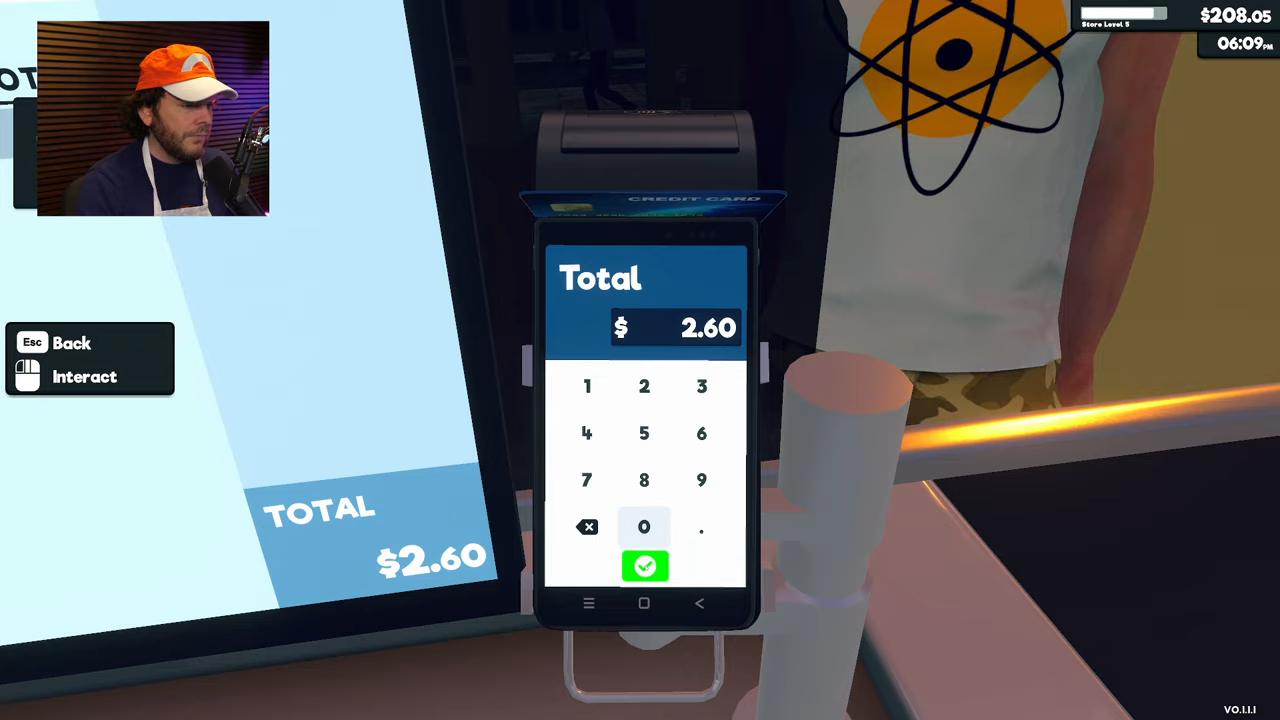 OT
Store Level 5
$208.05
06:09PM
CREDIT CARD
Total
$ 2.60
1 2 3
4 5 6
7 8 9
0 .
Esc Back
Interact
TOTAL
$2.60
V0.1.1.1